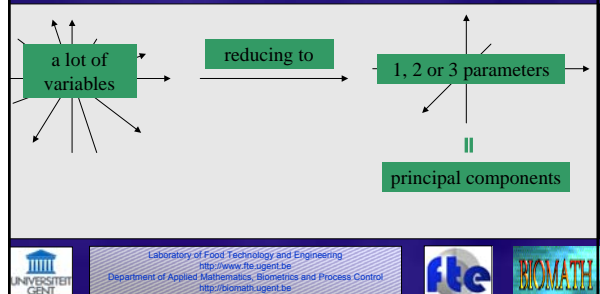 a lot of
variables
reducing to
1, 2 or 3 parameters
=
principal components
UNIVERSITEIT
GENT
Laboratory of Food Technology and Engineering
http://www.fte.ugent.be
Department of Applied Mathematics, Biometrics and Process Control
http://biomath.ugent.be
fte
BIOMATH